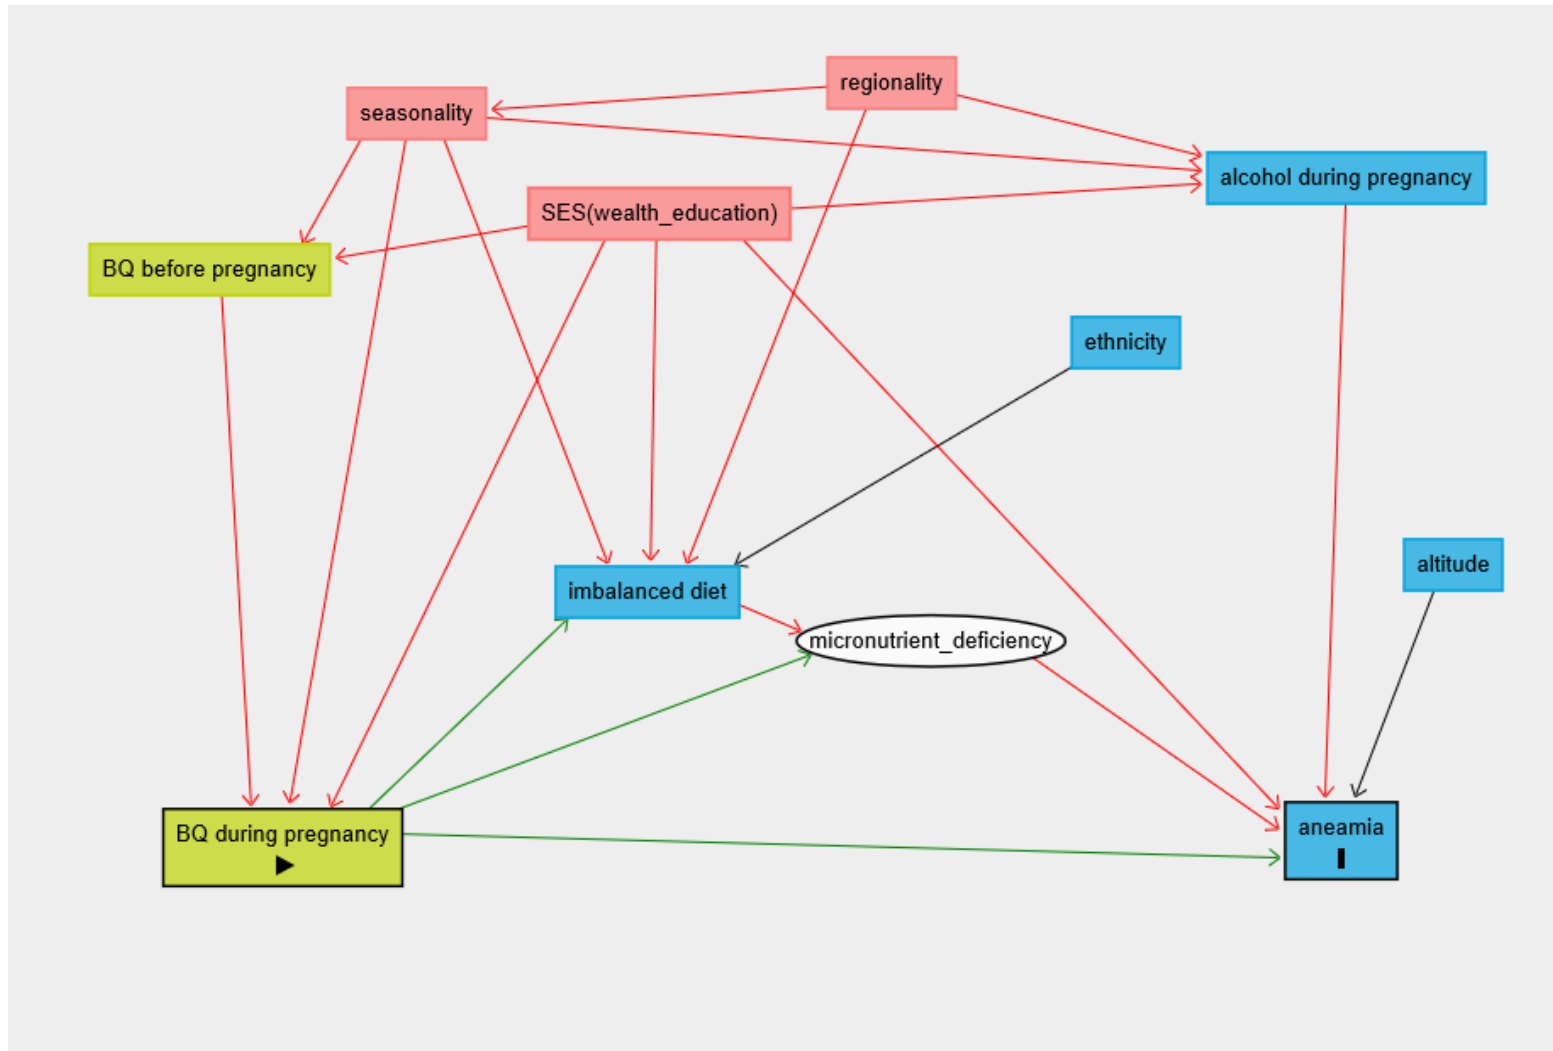 regionality
seasonality
alcohol during pregnancy
SES(wealth_education)
BQ before pregnancy
ethnicity
altitude
imbalanced diet
micronutrient_deficiency
BQ during pregnancy
aneamia